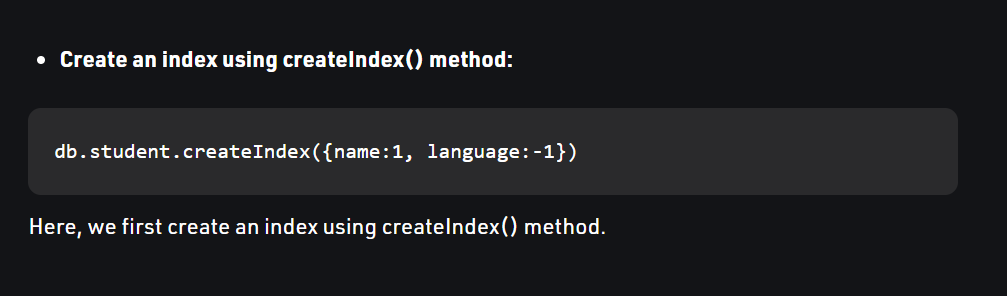 • Create an index using createIndex() method:
db.student.createIndex({name:1, language:-1})
Here, we first create an index using createIndex() method.